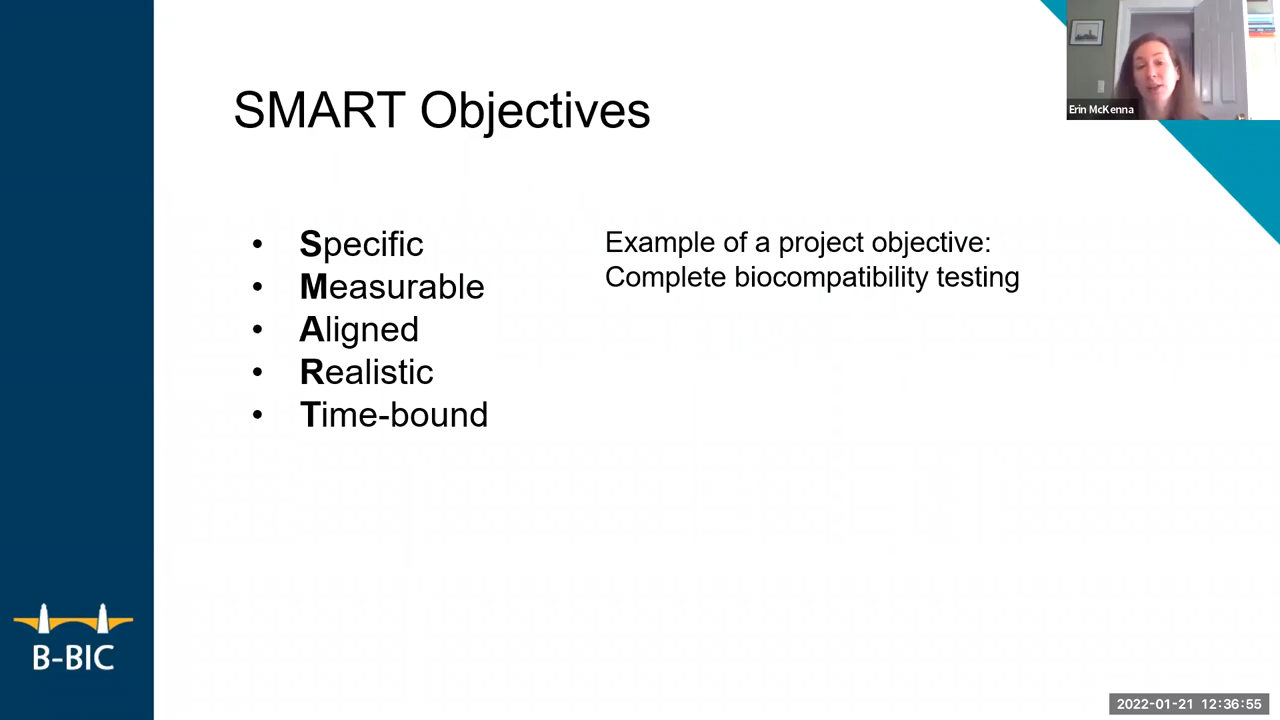 SMART Objectives
• Specific
• Measurable
• Aligned
• Realistic
• Time-bound
Example of a project objective:
Complete biocompatibility testing
Erin McKenna
B-BIC
2022-01-21 12:36:55